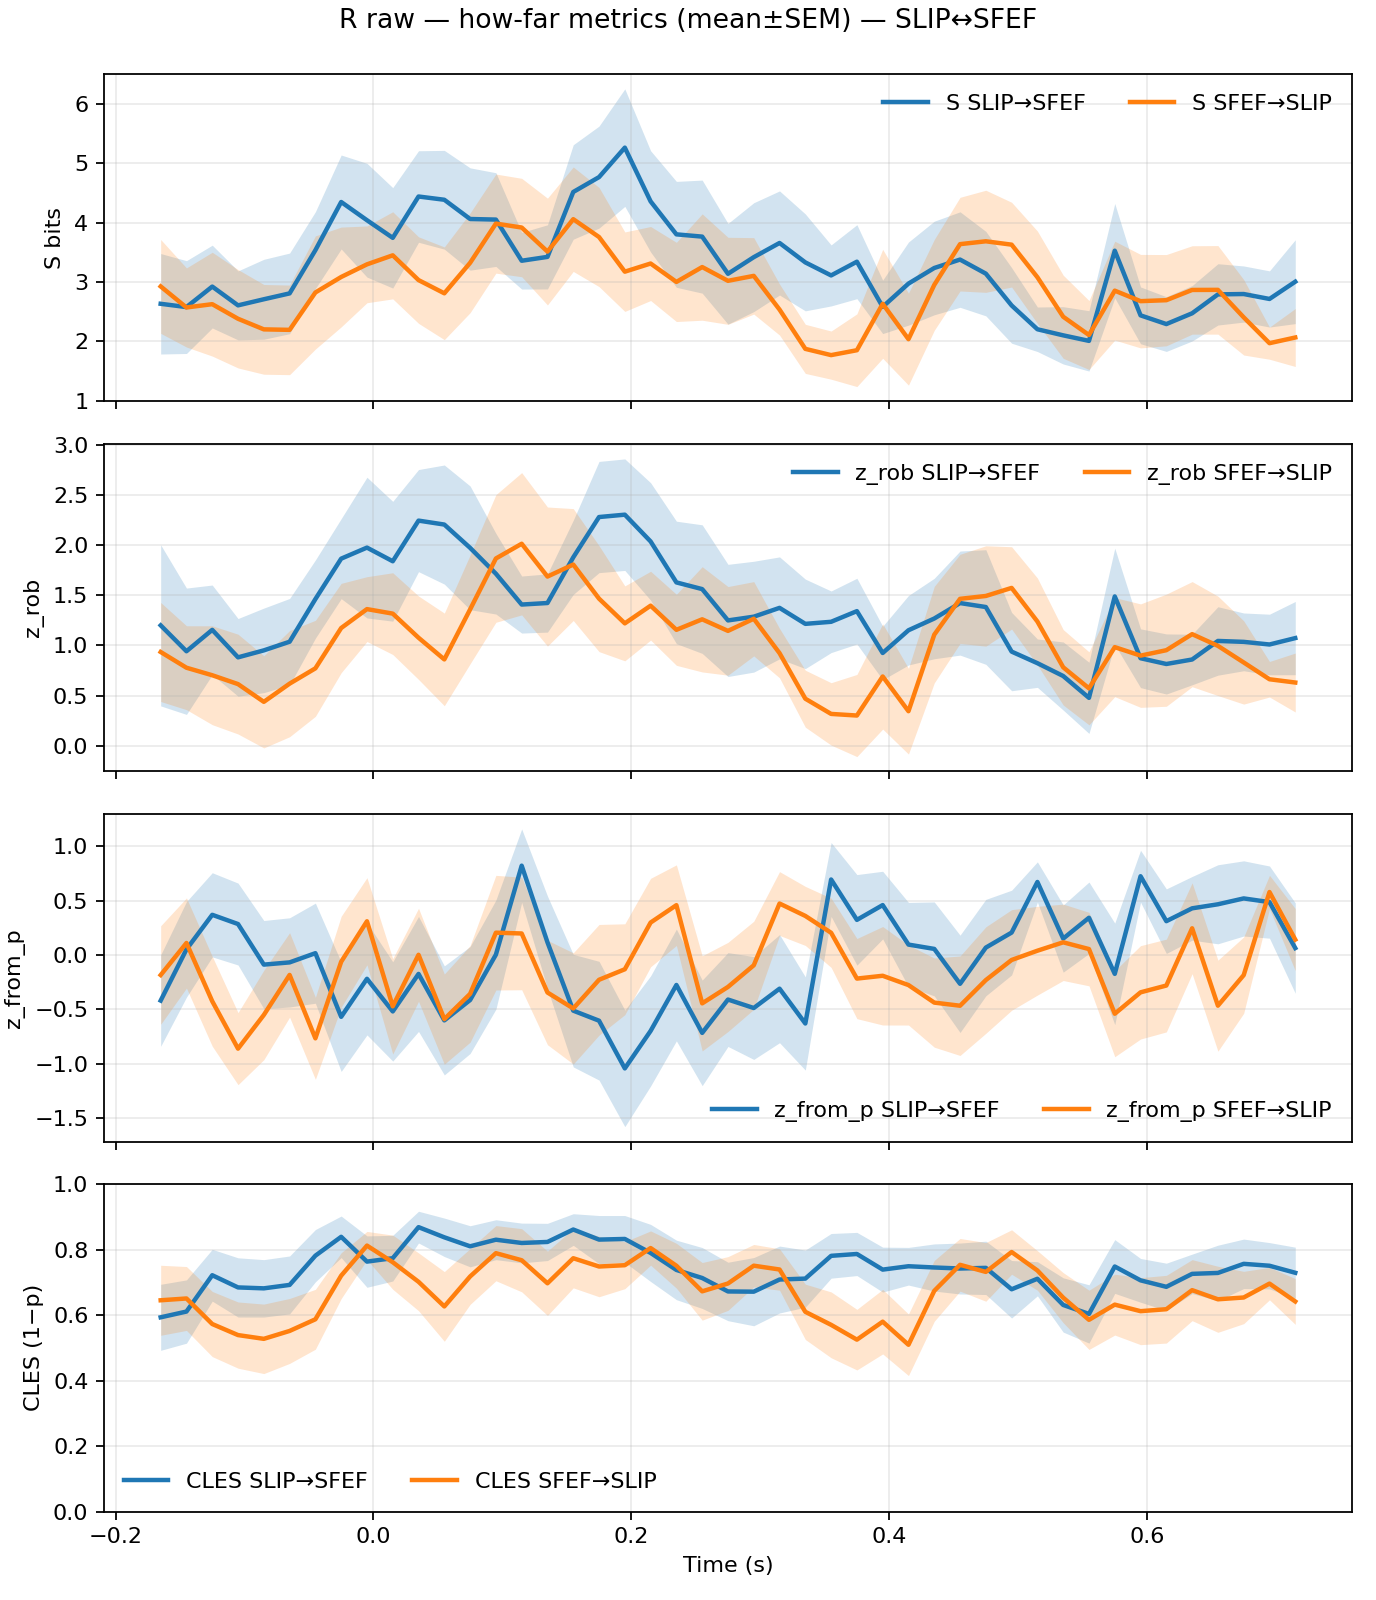 R raw — how-far metrics (mean±SEM) — SLIP↔SFEF
S SLIP→SFEF S SFEF→SLIP
S bits
6
5
4
3
2
1
z_rob SLIP→SFEF z_rob SFEF→SLIP
z_rob
3.0
2.5
2.0
1.5
1.0
0.5
0.0
z_from_p
1.0
0.5
0.0
−0.5
−1.0
−1.5
z_from_p SLIP→SFEF z_from_p SFEF→SLIP
CLES (1−p)
1.0
0.8
0.6
0.4
0.2
0.0
CLES SLIP→SFEF CLES SFEF→SLIP
−0.2 0.0 0.2 0.4 0.6
Time (s)